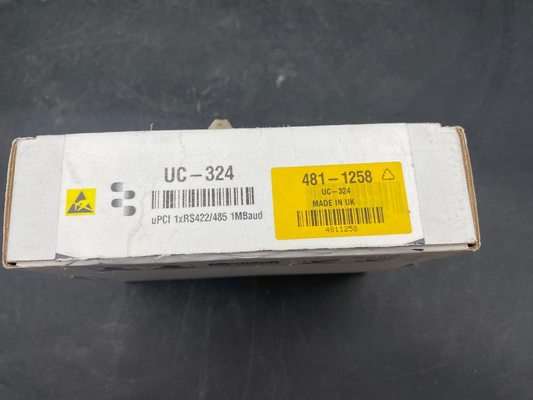 UC-324
uPCI 1xRS422/485 1MBaud
481-1258
UC-324
MADE IN UK
4811258